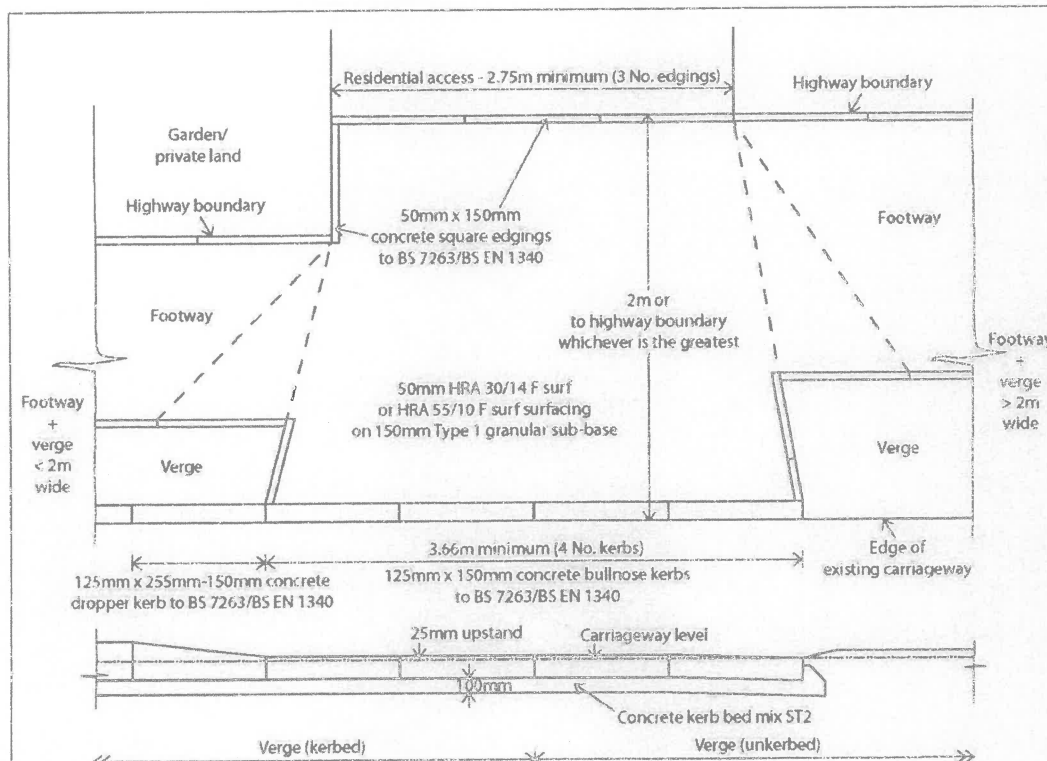 Residential access - 2.75m minimum (3 No. edgings)
Highway boundary
Garden/
private land
Highway boundary
50mm x 150mm
concrete square edgings
to BS 7263/BS EN 1340
Footway
Footway
2m or
to highway boundary
whichever is the greatest
Footway
+
verge
> 2m
wide
Footway
+
verge
< 2m
wide
50mm HRA 30/14 F surf
or HRA 55/10 F surf surfacing
on 150mm Type 1 granular sub-base
Verge
Verge
3.66m minimum (4 No. kerbs)
Edge of
existing carriageway
125mm x 255mm-150mm concrete
dropper kerb to BS 7263/BS EN 1340
125mm x 150mm concrete bullnose kerbs
to BS 7263/BS EN 1340
25mm upstand
Carriageway level
100mm
Concrete kerb bed mix ST2
Verge (kerbed)
Verge (unkerbed)